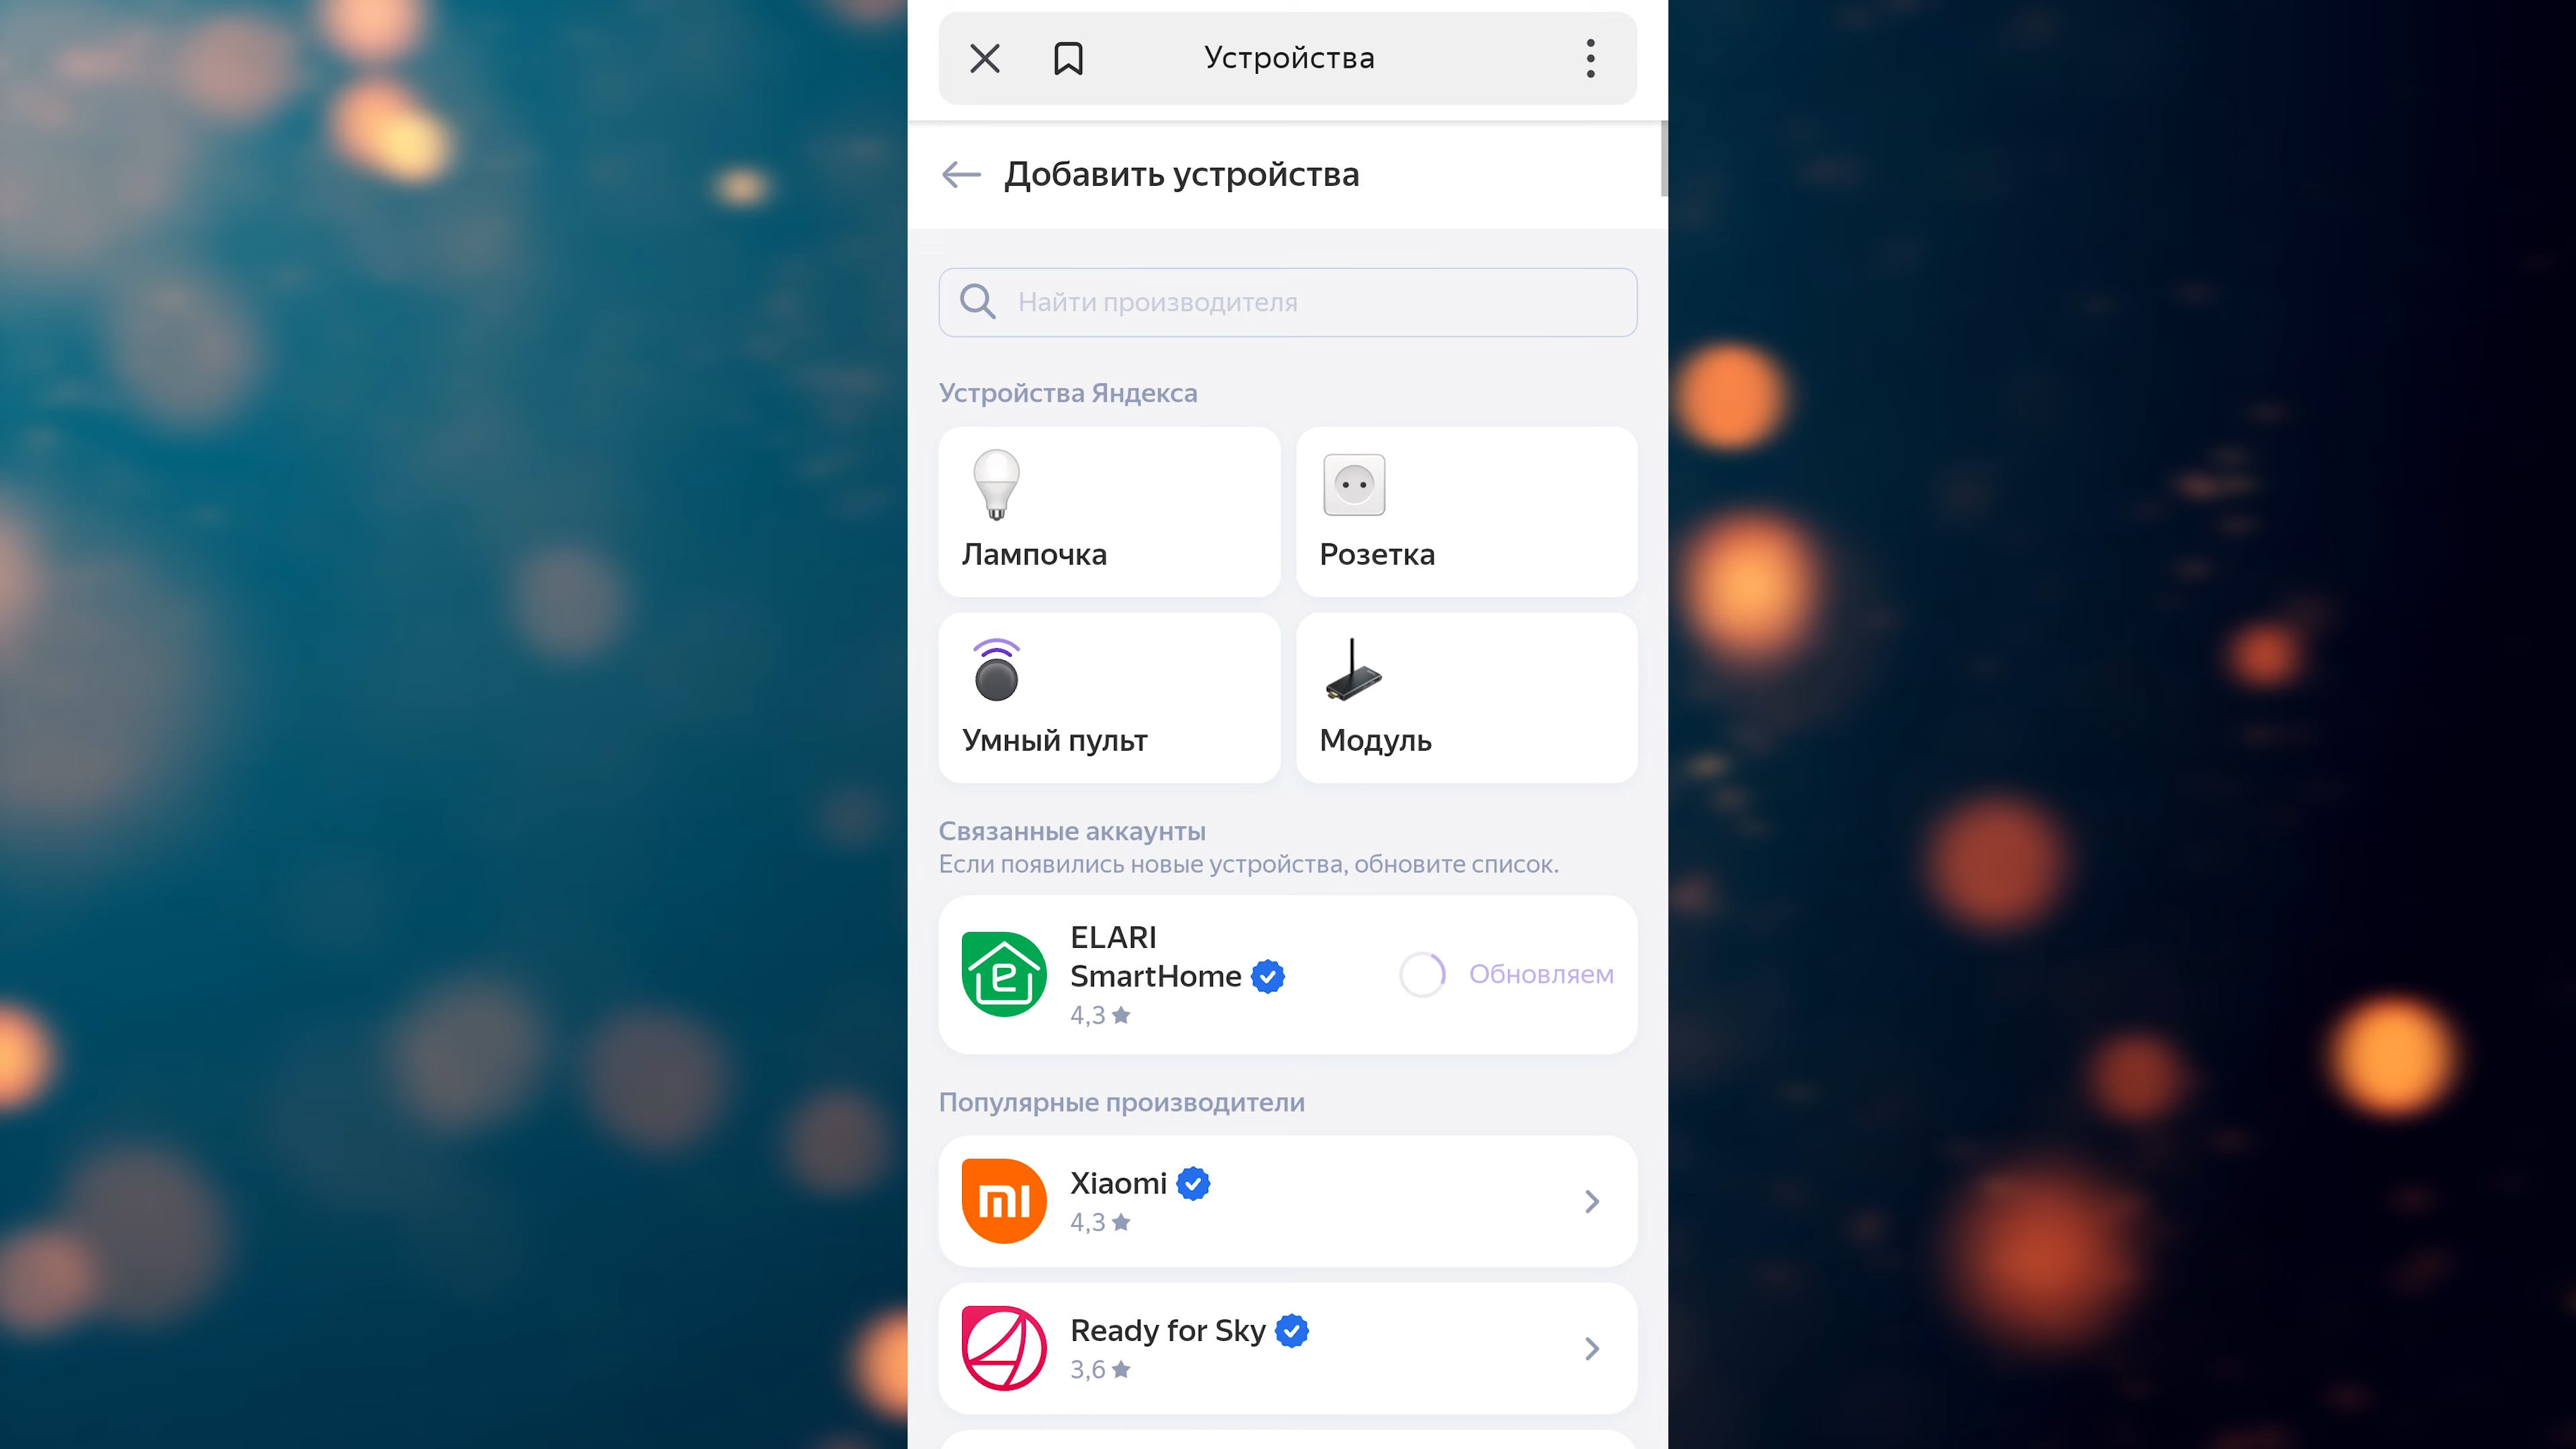 Устройства
Добавить устройства
Найти производителя
Устройства Яндекса
Лампочка
Розетка
Умный пульт
Модуль
Связанные аккаунты
Если появились новые устройства, обновите список.
ELARI
SmartHome
4,3
Обновляем
Популярные производители
Xiaomi
4,3
Ready for Sky
3,6